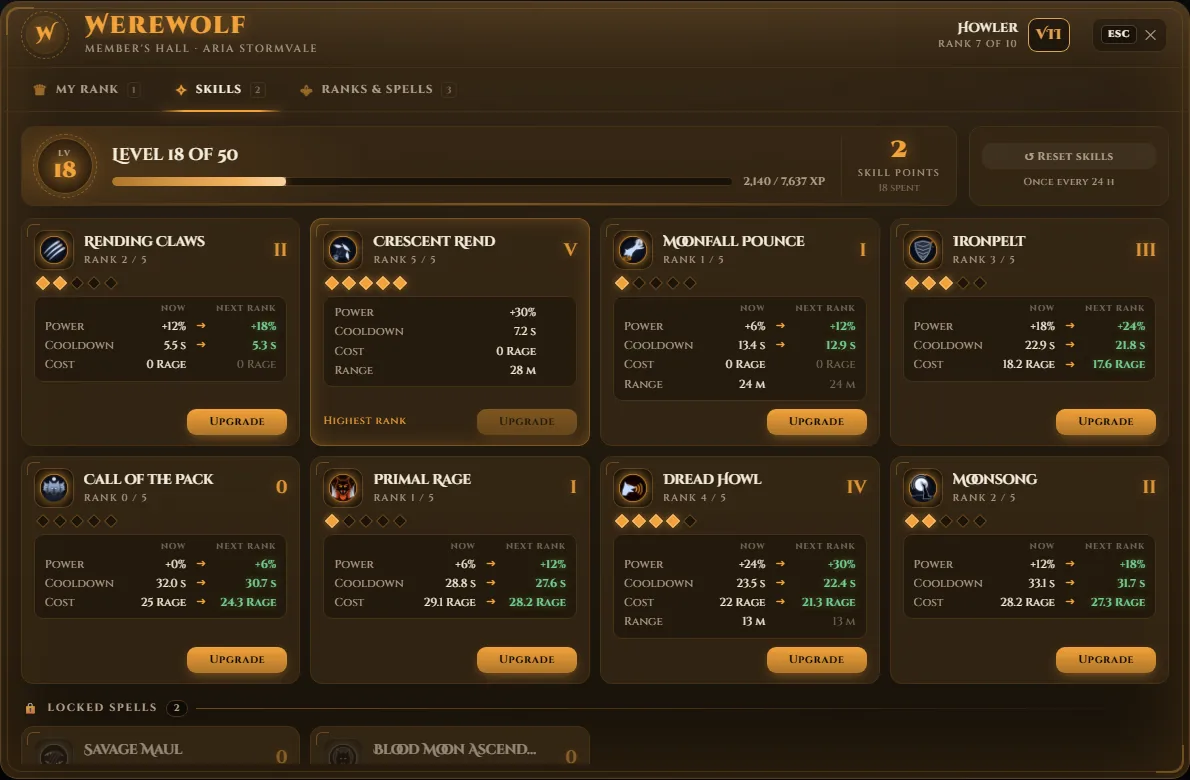 W
WEREWOLF
MEMBER'S HALL · ARIA STORMVALE
HOWLER
RANK 7 OF 10
VII
ESC
MY RANK 1
SKILLS 2
RANKS & SPELLS 3
LV
18
LEVEL 18 OF 50
2,140 / 7,637 XP
2
SKILL POINTS
18 SPENT
↺ RESET SKILLS
ONCE EVERY 24 H
RENDING CLAWS
RANK 2 / 5
II
NOW NEXT RANK
POWER +12% → +18%
COOLDOWN 5.5 S → 5.3 S
COST 0 RAGE 0 RAGE
UPGRADE
CRESCENT REND
RANK 5 / 5
V
POWER +30%
COOLDOWN 7.2 S
COST 0 RAGE
RANGE 28 M
HIGHEST RANK
UPGRADE
MOONFALL POUNCE
RANK 1 / 5
I
NOW NEXT RANK
POWER +6% → +12%
COOLDOWN 13.4 S → 12.9 S
COST 0 RAGE 0 RAGE
RANGE 24 M 24 M
UPGRADE
IRONPELT
RANK 3 / 5
III
NOW NEXT RANK
POWER +18% → +24%
COOLDOWN 22.9 S → 21.8 S
COST 18.2 RAGE → 17.6 RAGE
UPGRADE
CALL OF THE PACK
RANK 0 / 5
0
NOW NEXT RANK
POWER +0% → +6%
COOLDOWN 32.0 S → 30.7 S
COST 25 RAGE → 24.3 RAGE
UPGRADE
PRIMAL RAGE
RANK 1 / 5
I
NOW NEXT RANK
POWER +6% → +12%
COOLDOWN 28.8 S → 27.6 S
COST 29.1 RAGE → 28.2 RAGE
UPGRADE
DREAD HOWL
RANK 4 / 5
IV
NOW NEXT RANK
POWER +24% → +30%
COOLDOWN 23.5 S → 22.4 S
COST 22 RAGE → 21.3 RAGE
RANGE 13 M 13 M
UPGRADE
MOONSONG
RANK 2 / 5
II
NOW NEXT RANK
POWER +12% → +18%
COOLDOWN 33.1 S → 31.7 S
COST 28.2 RAGE → 27.3 RAGE
UPGRADE
LOCKED SPELLS 2
SAVAGE MAUL
0
BLOOD MOON ASCEND...
0